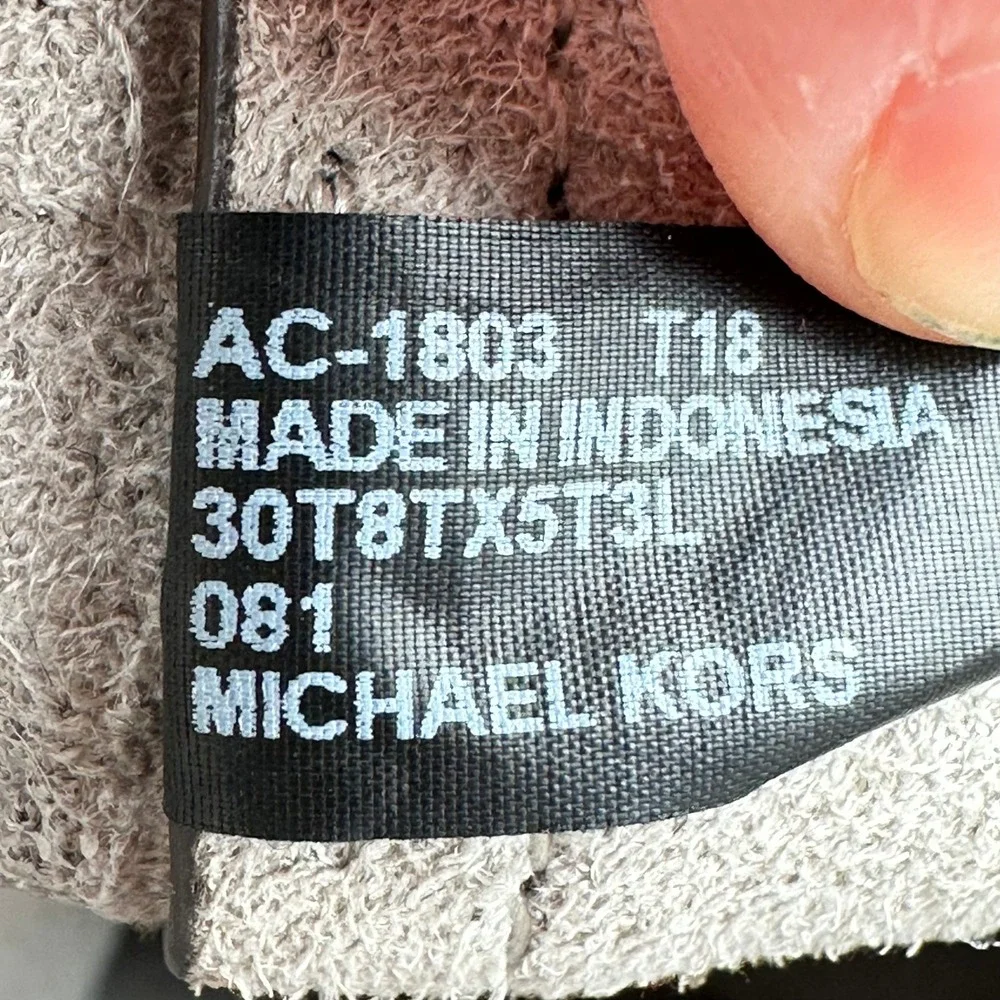 AC-1803 T18
MADE IN INDONESIA
30T8TX5T3L
081
MICHAEL KORS